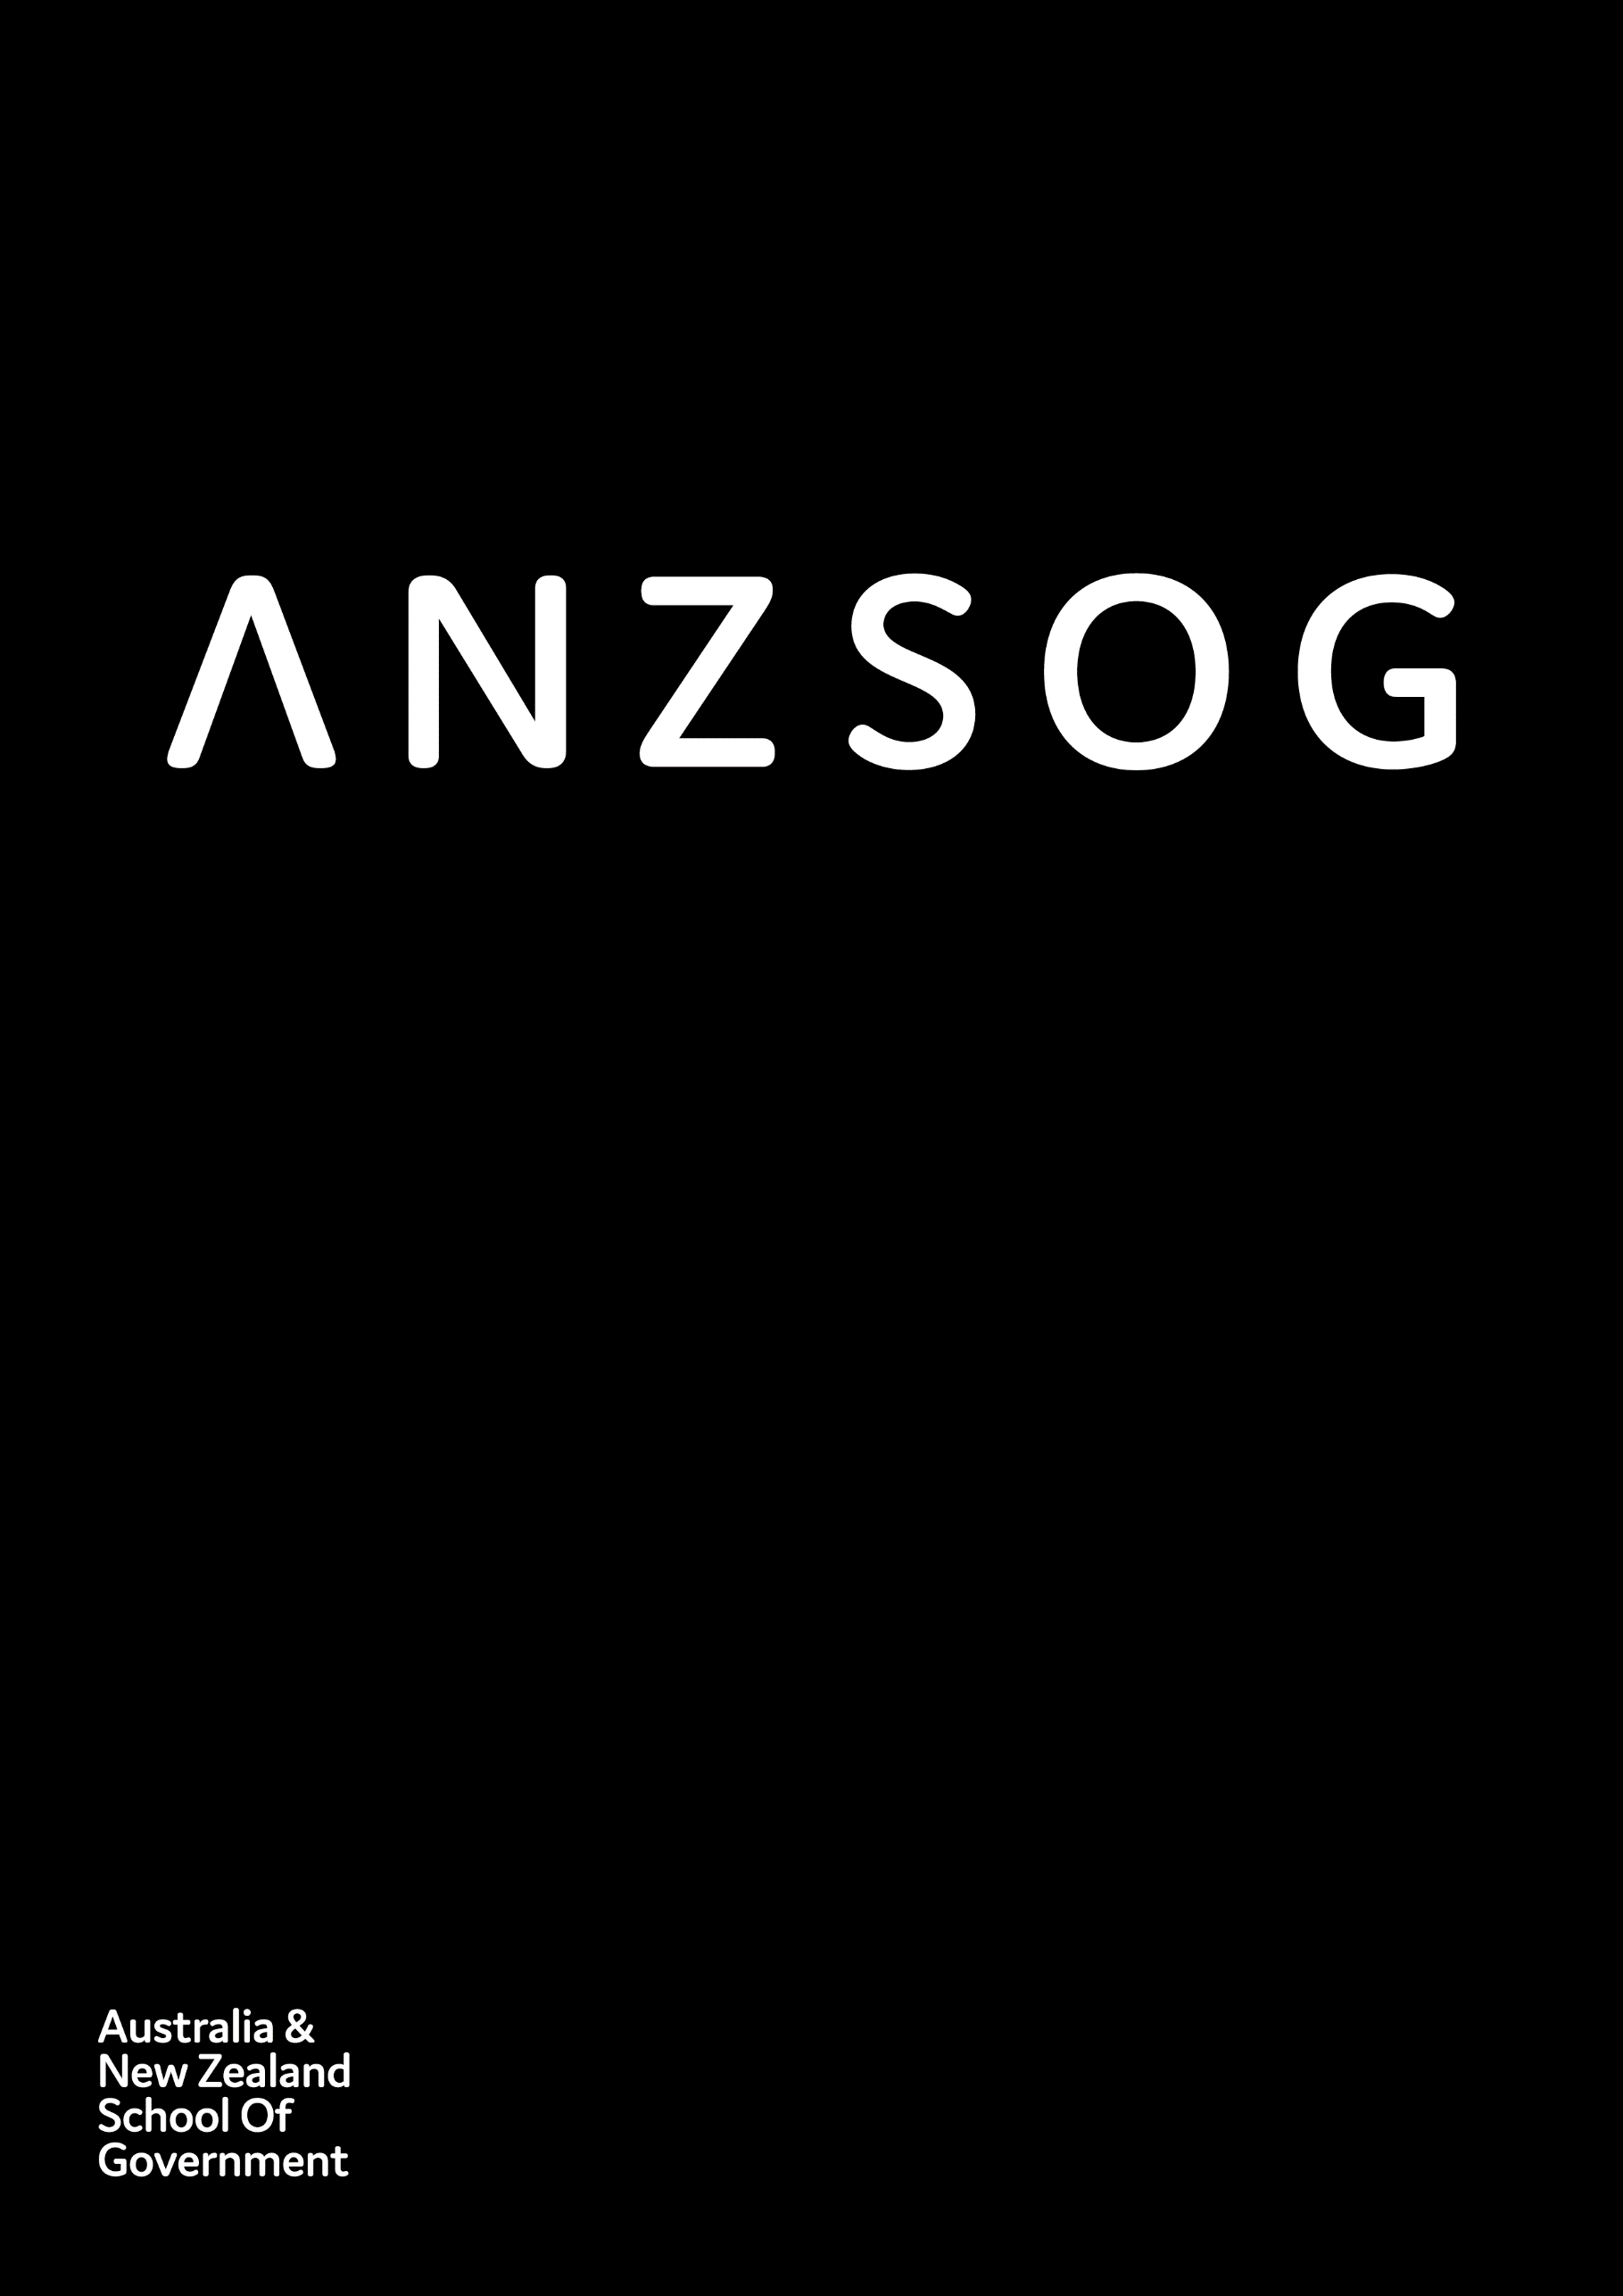 ANZSOG
Australia &
New Zealand
School Of
Government